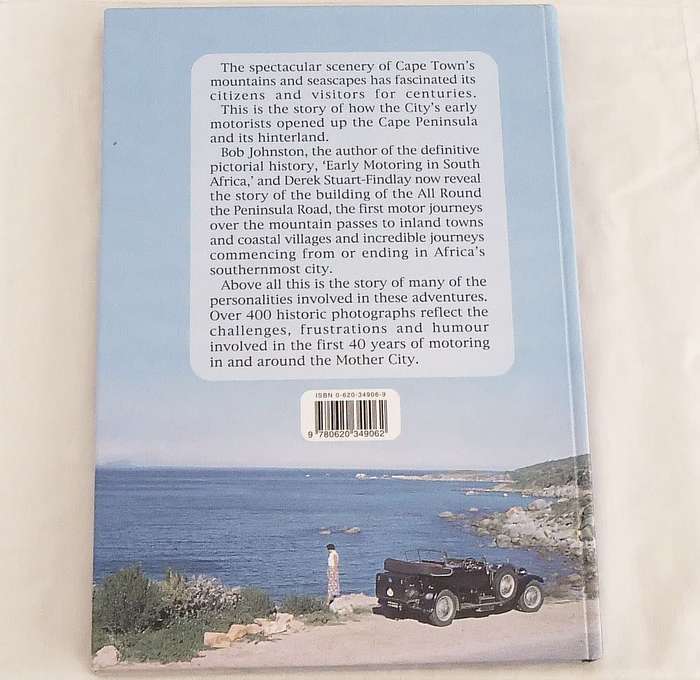 The spectacular scenery of Cape Town's
mountains and seascapes has fascinated its
citizens and visitors for centuries.
This is the story of how the City's early
motorists opened up the Cape Peninsula
and its hinterland.
Bob Johnston, the author of the definitive
pictorial history, 'Early Motoring in South
Africa,' and Derek Stuart-Findlay now reveal
the story of the building of the All Round
the Peninsula Road, the first motor journeys
over the mountain passes to inland towns
and coastal villages and incredible journeys
commencing from or ending in Africa's
southernmost city.
Above all this is the story of many of the
personalities involved in these adventures.
Over 400 historic photographs reflect the
challenges, frustrations and humour
involved in the first 40 years of motoring
in and around the Mother City.
ISBN 0-620-34906-9
9 780620 349062